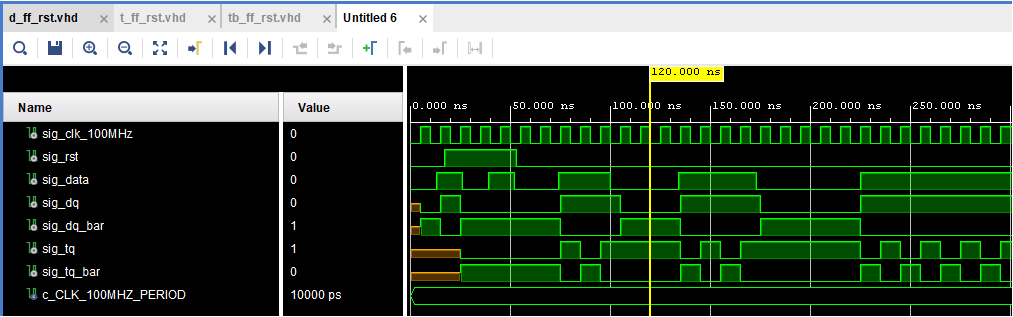 d_ff_rst.vhd × t_ff_rst.vhd × tb_ff_rst.vhd × Untitled 6 ×
120.000 ns
Name Value
0.000 ns 50.000 ns 100.000 ns 150.000 ns 200.000 ns 250.000 ns
sig_clk_100MHz 0
sig_rst 0
sig_data 0
sig_dq 0
sig_dq_bar 1
sig_tq 1
sig_tq_bar 0
c_CLK_100MHZ_PERIOD 10000 ps